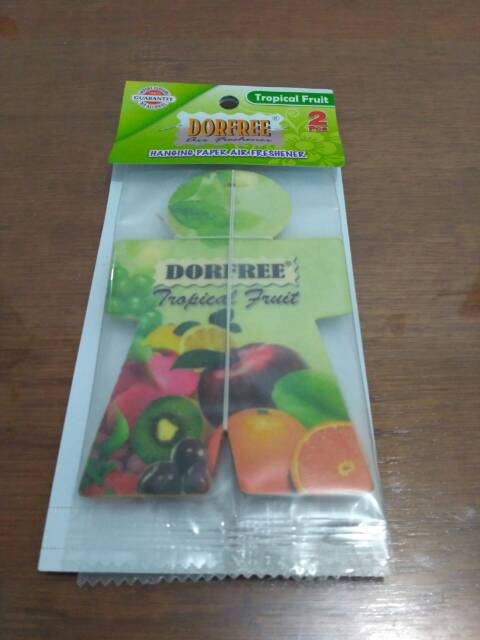 GUARANTEE
Tropical Fruit
DORFREE®
Air Freshener
2
PCS
HANGING PAPER AIR FRESHENER
DORFREE®
Tropical Fruit